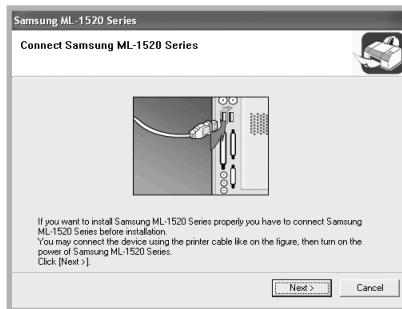 Samsung ML-1520 Series
Connect Samsung ML-1520 Series
If you want to install Samsung ML-1520 Series properly you have to connect Samsung
ML-1520 Series before installation.
You may connect the device using the printer cable like on the figure, then turn on the
power of Samsung ML-1520 Series.
Click [Next >].
Next >
Cancel